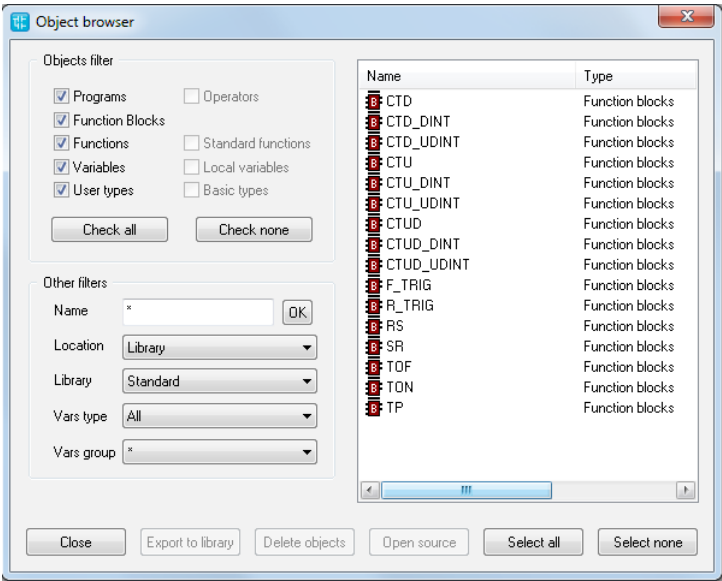 Object browser
Objects filter
Programs
Operators
Function Blocks
Functions
Standard functions
Variables
Local variables
User types
Basic types
Check all
Check none
Other filters
Name
*
OK
Location
Library
Library
Standard
Vars type
All
Vars group
*
Name Type
B CTD Function blocks
B CTD_DINT Function blocks
B CTD_UDINT Function blocks
B CTU Function blocks
B CTU_DINT Function blocks
B CTU_UDINT Function blocks
B CTUD Function blocks
B CTUD_DINT Function blocks
B CTUD_UDINT Function blocks
B F_TRIG Function blocks
B R_TRIG Function blocks
B RS Function blocks
B SR Function blocks
B TOF Function blocks
B TON Function blocks
B TP Function blocks
Close
Export to library
Delete objects
Open source
Select all
Select none